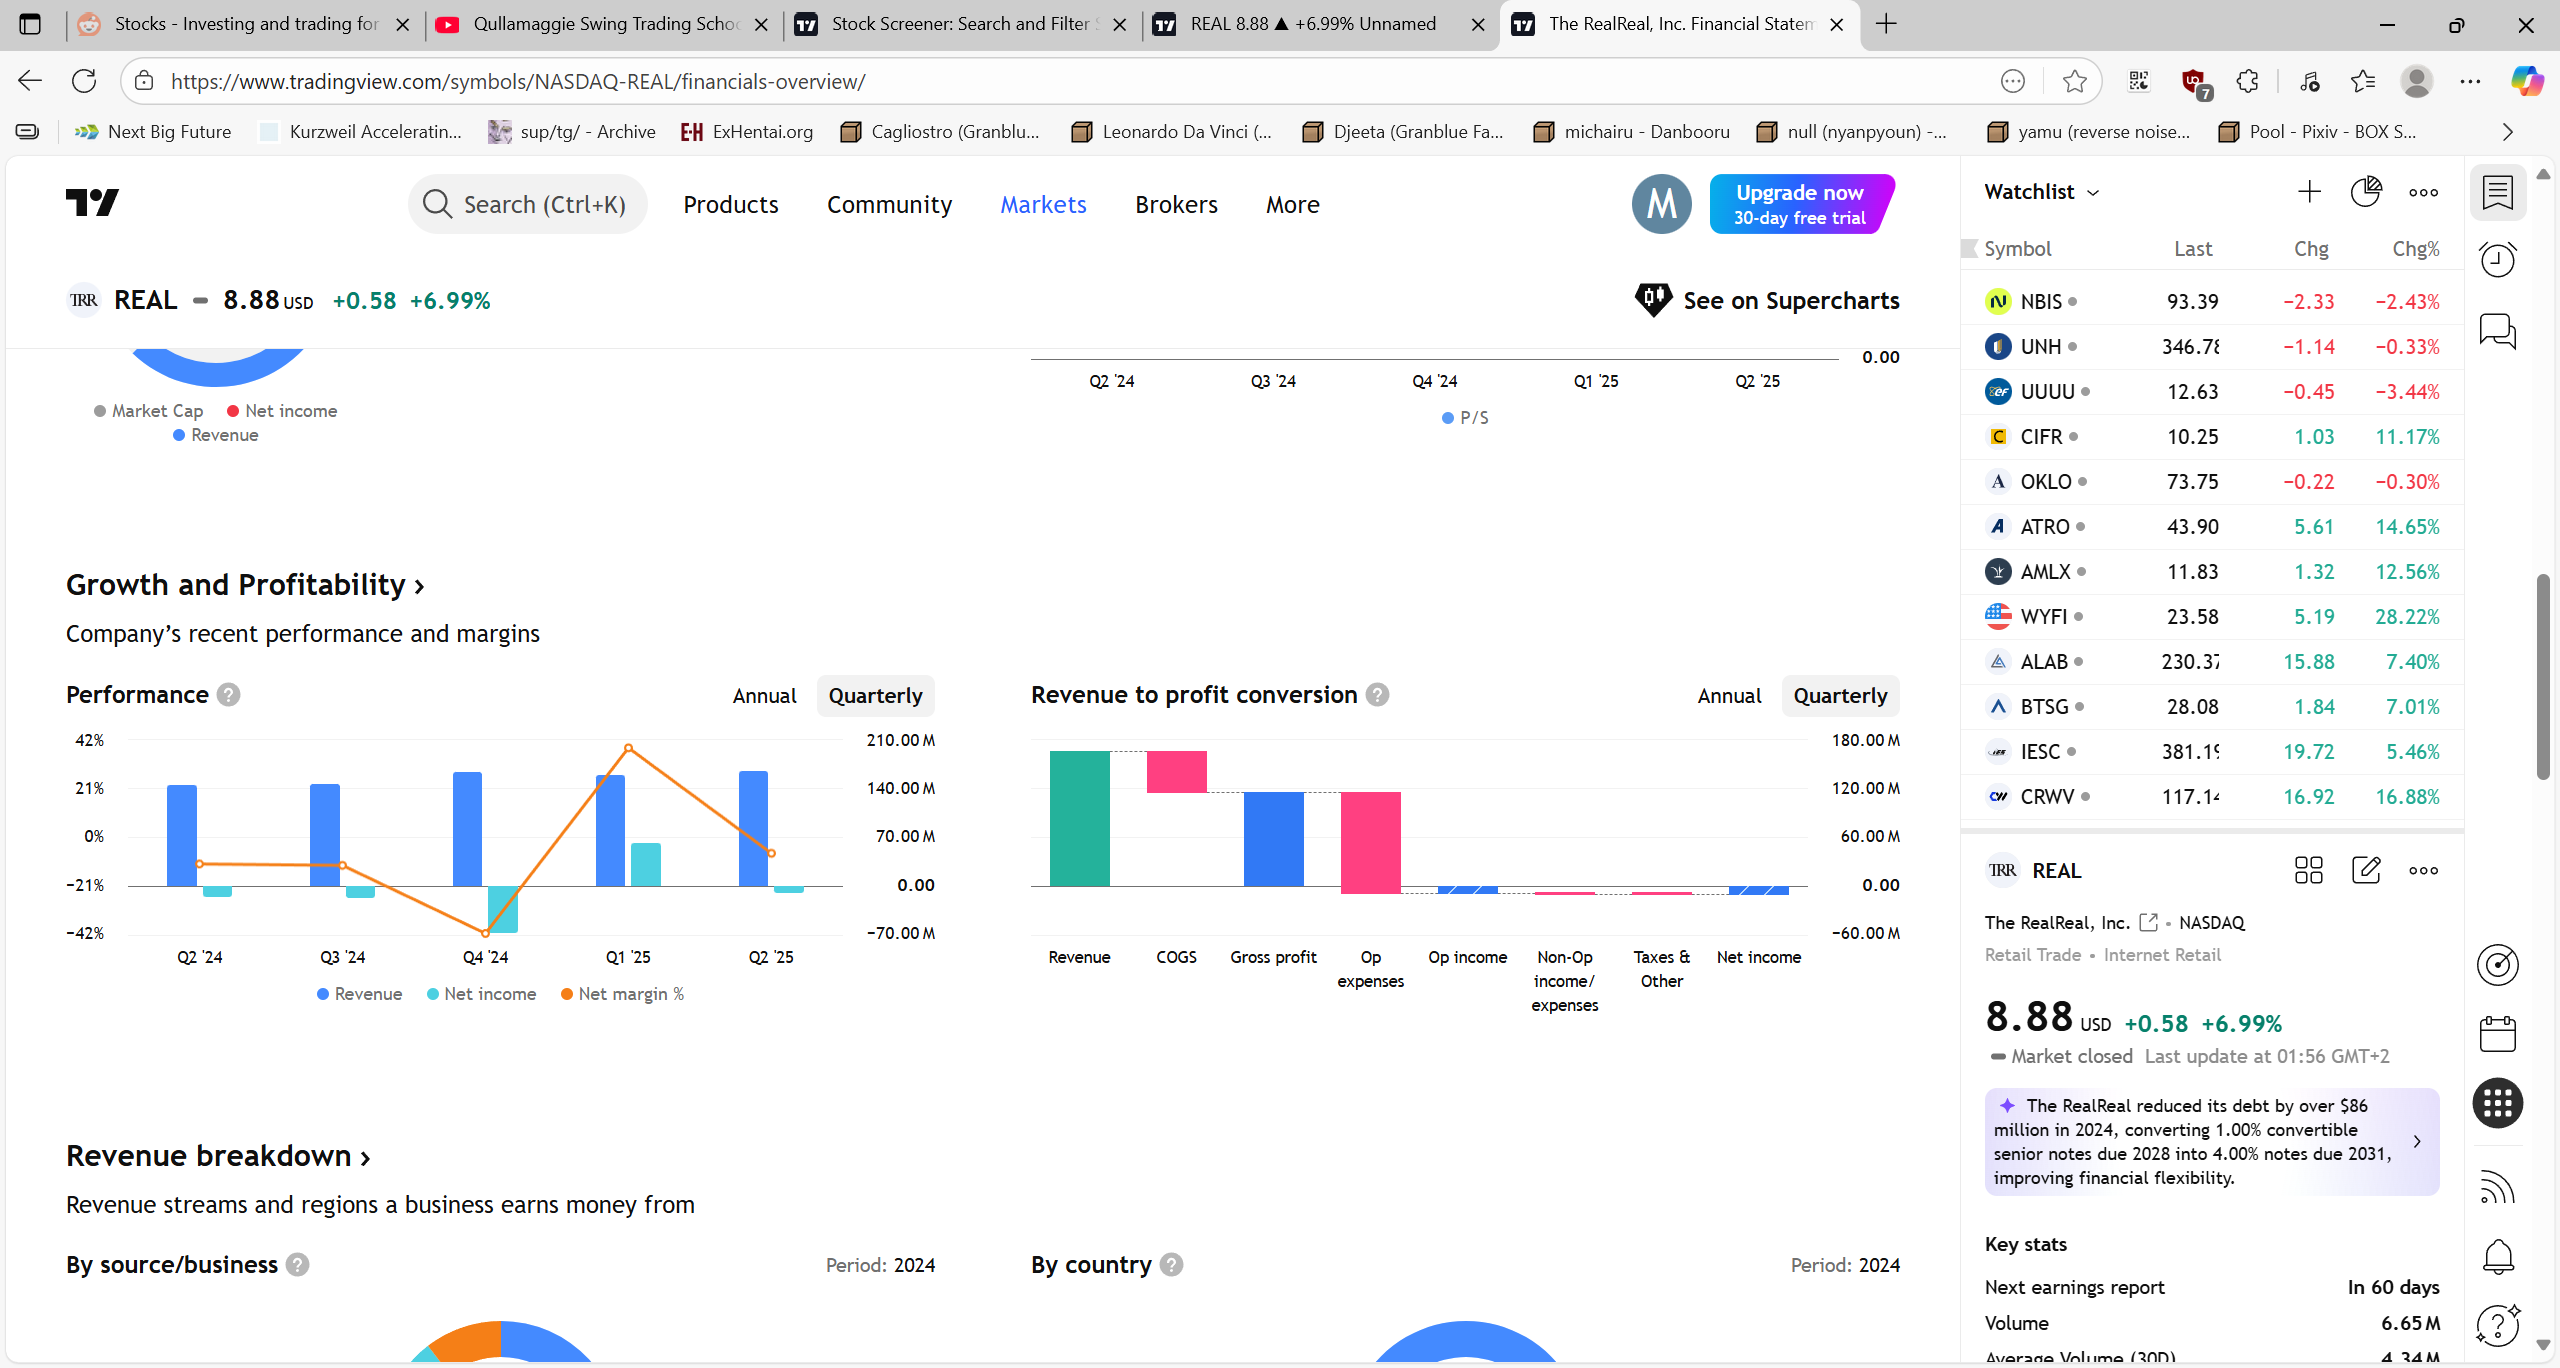 Stocks - Investing and trading for
Qullamaggie Swing Trading Schoo
Stock Screener: Search and Filter S
REAL 8.88 ▲ +6.99% Unnamed
The RealReal, Inc. Financial Statem
https://www.tradingview.com/symbols/NASDAQ-REAL/financials-overview/
7
Next Big Future
Kurzweil Acceleratin...
sup/tg/ - Archive
E-H ExHentai.org
Cagliostro (Granblu...
Leonardo Da Vinci (...
Djeeta (Granblue Fa...
michairu - Danbooru
null (nyanpyoun) -...
yamu (reverse noise...
Pool - Pixiv - BOX S...
Search (Ctrl+K)
Products
Community
Markets
Brokers
More
M
Upgrade now
30-day free trial
TRR REAL 8.88 USD +0.58 +6.99%
See on Supercharts
Market Cap Net income
Revenue
0.00
Q2 '24 Q3 '24 Q4 '24 Q1 '25 Q2 '25
P/S
Growth and Profitability ›
Company's recent performance and margins
Performance ? Annual Quarterly
42% 210.00 M
21% 140.00 M
0% 70.00 M
−21% 0.00
−42% −70.00 M
Q2 '24 Q3 '24 Q4 '24 Q1 '25 Q2 '25
Revenue Net income Net margin %
Revenue to profit conversion ? Annual Quarterly
180.00 M
120.00 M
60.00 M
0.00
−60.00 M
Revenue COGS Gross profit Op expenses Op income Non-Op income/ expenses Taxes & Other Net income
Revenue breakdown ›
Revenue streams and regions a business earns money from
By source/business ? Period: 2024
By country ? Period: 2024
Watchlist
Symbol Last Chg Chg%
NBIS 93.39 −2.33 −2.43%
UNH 346.78 −1.14 −0.33%
UUUU 12.63 −0.45 −3.44%
CIFR 10.25 1.03 11.17%
OKLO 73.75 −0.22 −0.30%
ATRO 43.90 5.61 14.65%
AMLX 11.83 1.32 12.56%
WYFI 23.58 5.19 28.22%
ALAB 230.37 15.88 7.40%
BTSG 28.08 1.84 7.01%
IESC 381.19 19.72 5.46%
CRWV 117.14 16.92 16.88%
TRR REAL
The RealReal, Inc. • NASDAQ
Retail Trade • Internet Retail
8.88 USD +0.58 +6.99%
Market closed Last update at 01:56 GMT+2
The RealReal reduced its debt by over $86
million in 2024, converting 1.00% convertible
senior notes due 2028 into 4.00% notes due 2031,
improving financial flexibility.
Key stats
Next earnings report In 60 days
Volume 6.65 M
Average Volume (30D) 4.34 M